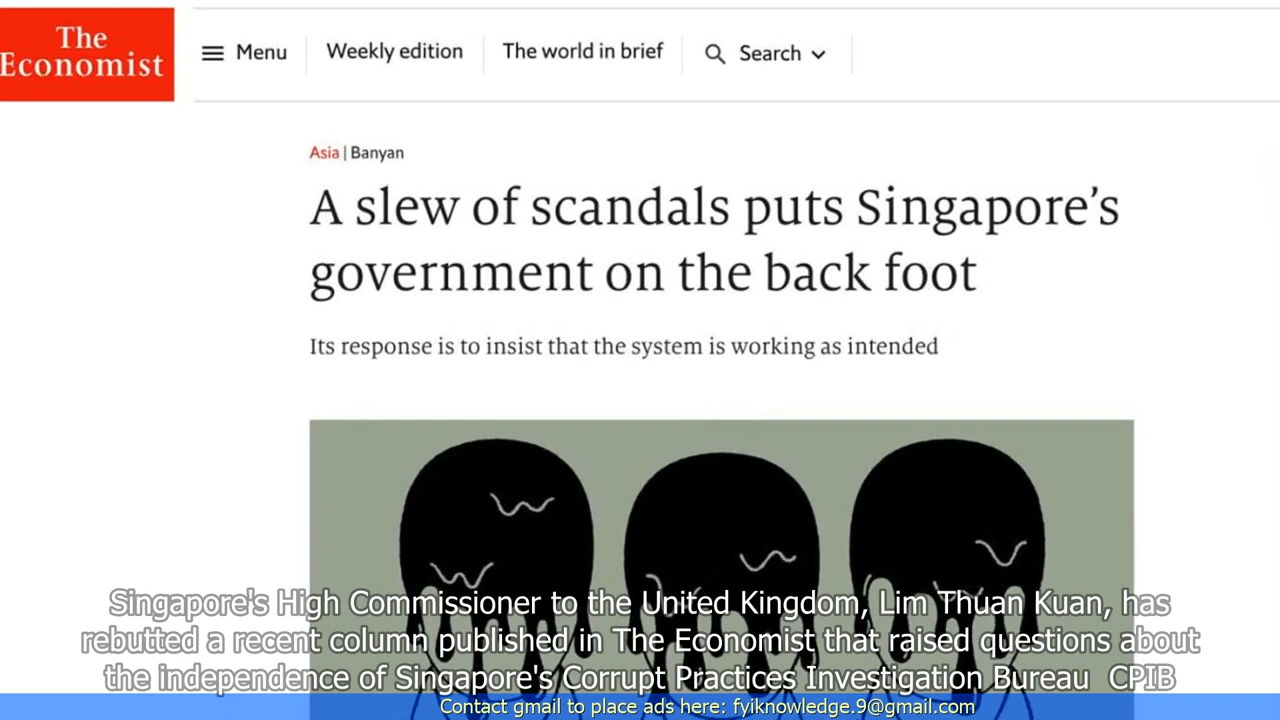 The
Economist
Menu
Weekly edition
The world in brief
Search
Asia | Banyan
A slew of scandals puts Singapore’s
government on the back foot
Its response is to insist that the system is working as intended
Singapore's High Commissioner to the United Kingdom, Lim Thuan Kuan, has
rebutted a recent column published in The Economist that raised questions about
the independence of Singapore's Corrupt Practices Investigation Bureau  CPIB
Contact gmail to place ads here: fyiknowledge.9@gmail.com